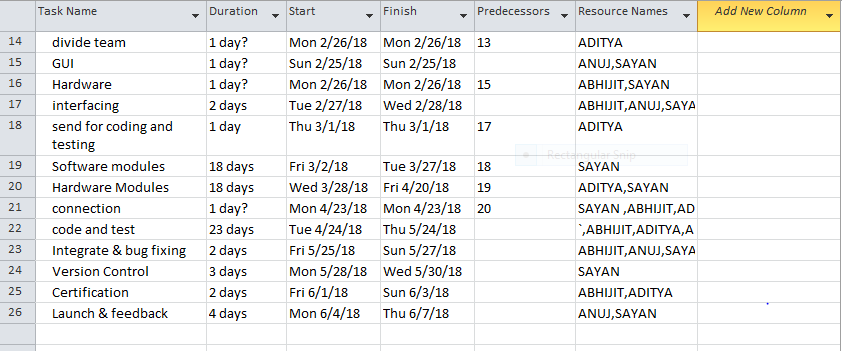 Task Name Duration Start Finish Predecessors Resource Names Add New Column
14 divide team 1 day? Mon 2/26/18 Mon 2/26/18 13 ADITYA
15 GUI 1 day? Sun 2/25/18 Sun 2/25/18 ANUJ,SAYAN
16 Hardware 1 day? Mon 2/26/18 Mon 2/26/18 15 ABHIJIT,SAYAN
17 interfacing 2 days Tue 2/27/18 Wed 2/28/18 ABHIJIT,ANUJ,SAYA
18 send for coding and 1 day Thu 3/1/18 Thu 3/1/18 17 ADITYA
testing
Rectangular Snip
19 Software modules 18 days Fri 3/2/18 Tue 3/27/18 18 SAYAN
20 Hardware Modules 18 days Wed 3/28/18 Fri 4/20/18 19 ADITYA,SAYAN
21 connection 1 day? Mon 4/23/18 Mon 4/23/18 20 SAYAN ,ABHIJIT,AD
22 code and test 23 days Tue 4/24/18 Thu 5/24/18 `,ABHIJIT,ADITYA,A
23 Integrate & bug fixing 2 days Fri 5/25/18 Sun 5/27/18 ABHIJIT,ANUJ,SAYA
24 Version Control 3 days Mon 5/28/18 Wed 5/30/18 SAYAN
25 Certification 2 days Fri 6/1/18 Sun 6/3/18 ABHIJIT,ADITYA
26 Launch & feedback 4 days Mon 6/4/18 Thu 6/7/18 ANUJ,SAYAN